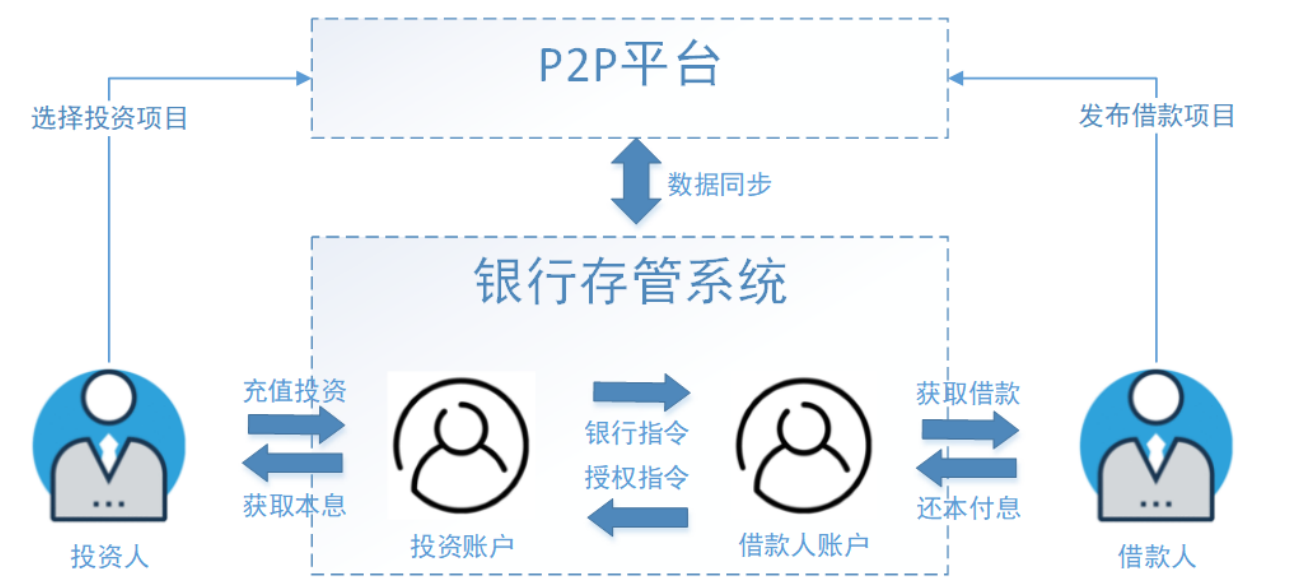 P2P平台
选择投资项目
发布借款项目
数据同步
银行存管系统
充值投资
获取借款
银行指令
授权指令
获取本息
还本付息
投资人
投资账户
借款人账户
借款人